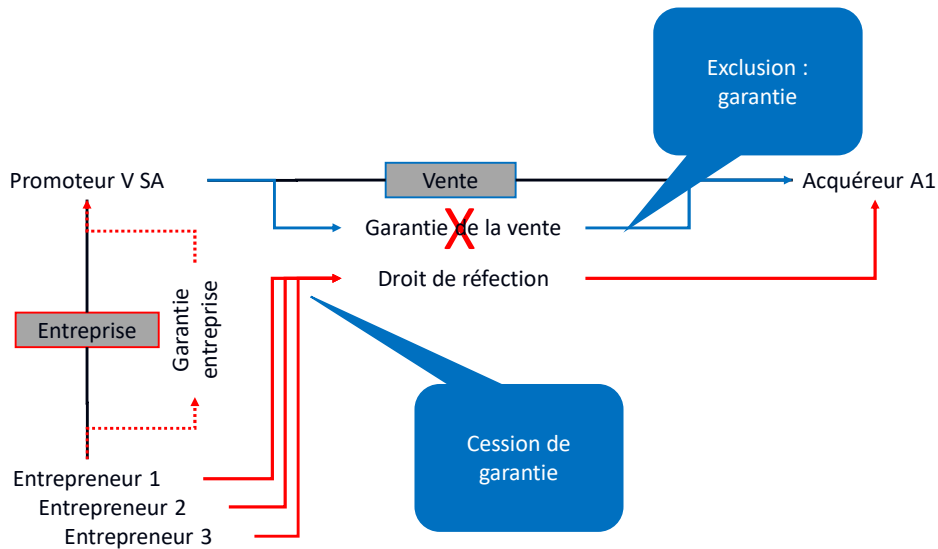 Exclusion :
garantie
Promoteur V SA
Vente
Acquéreur A1
Garantie de la vente
X
Droit de réfection
Entreprise
Garantie
entreprise
Cession de
garantie
Entrepreneur 1
Entrepreneur 2
Entrepreneur 3